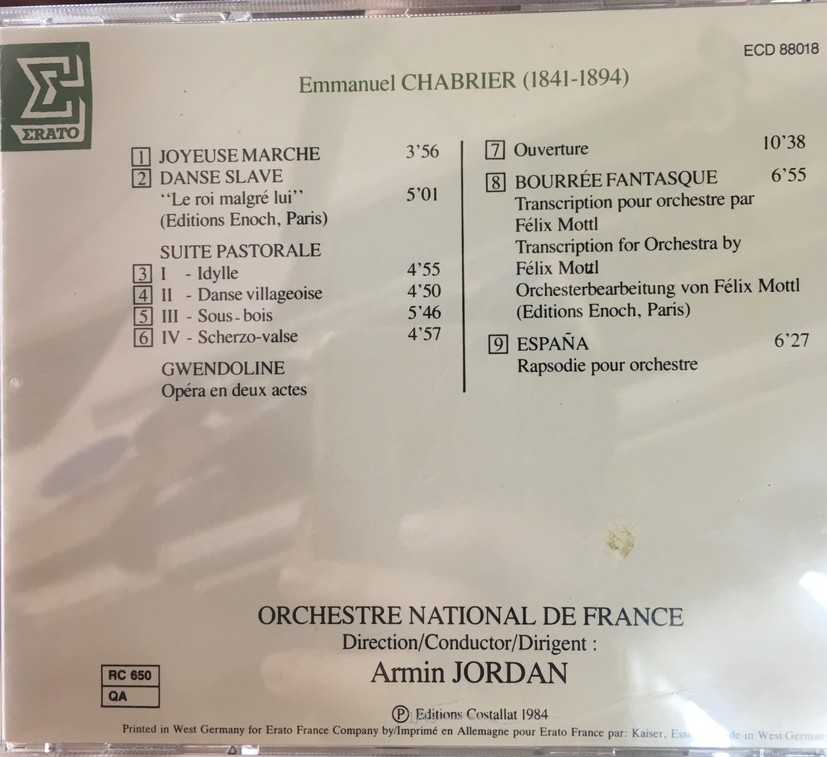 ECD 88018
ERATO
Emmanuel CHABRIER (1841-1894)
1 JOYEUSE MARCHE 3'56
2 DANSE SLAVE
“Le roi malgré lui” 5'01
(Editions Enoch, Paris)
SUITE PASTORALE
3 I - Idylle 4'55
4 II - Danse villageoise 4'50
5 III - Sous-bois 5'46
6 IV - Scherzo-valse 4'57
GWENDOLINE
Opéra en deux actes
7 Ouverture 10'38
8 BOURRÉE FANTASQUE 6'55
Transcription pour orchestre par
Félix Mottl
Transcription for Orchestra by
Félix Mottl
Orchesterbearbeitung von Félix Mottl
(Editions Enoch, Paris)
9 ESPAÑA 6'27
Rapsodie pour orchestre
ORCHESTRE NATIONAL DE FRANCE
Direction/Conductor/Dirigent :
Armin JORDAN
RC 650
QA
Ⓟ Editions Costallat 1984
Printed in West Germany for Erato France Company by/Imprimé en Allemagne pour Erato France par: Kaiser, in West German